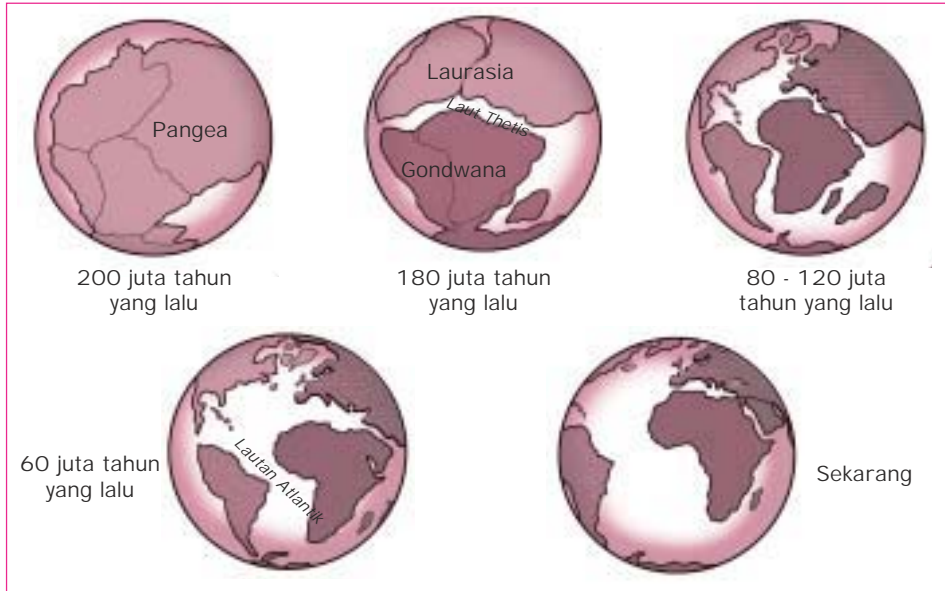 Pangea
Laurasia
Laut Thetis
Gondwana
200 juta tahun
yang lalu
180 juta tahun
yang lalu
80 - 120 juta
tahun yang lalu
60 juta tahun
yang lalu
Lautan Atlantik
Sekarang